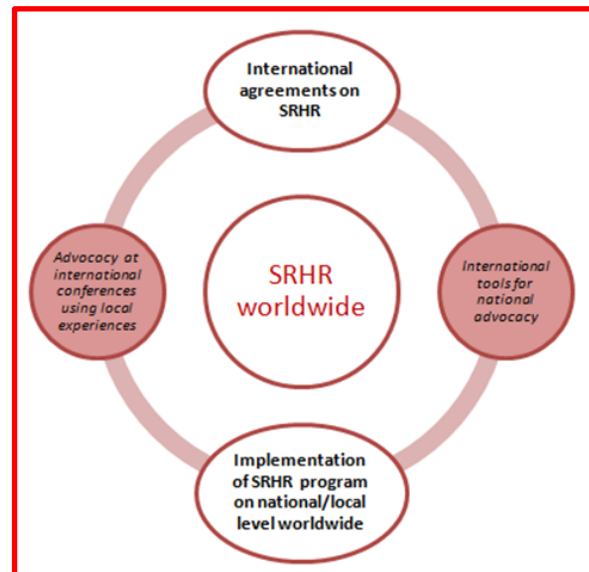 International
agreements on
SRHR
Advocacy at
international
conferences
using local
experiences
SRHR
worldwide
International
tools for
national
advocacy
Implementation
of SRHR program
on national/local
level worldwide